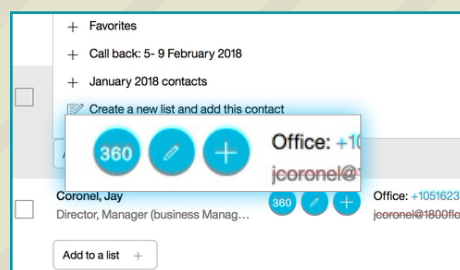 + Favorites
+ Call back: 5- 9 February 2018
+ January 2018 contacts
Create a new list and add this contact
360 + Office: +10
jcoronel@
Coronel, Jay
360 + Office: +1051623
Director, Manager (business Manag... jcoronel@1800flo
Add to a list +